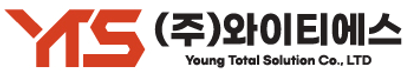 YTS (주)와이티에스
Young Total Solution Co., LTD